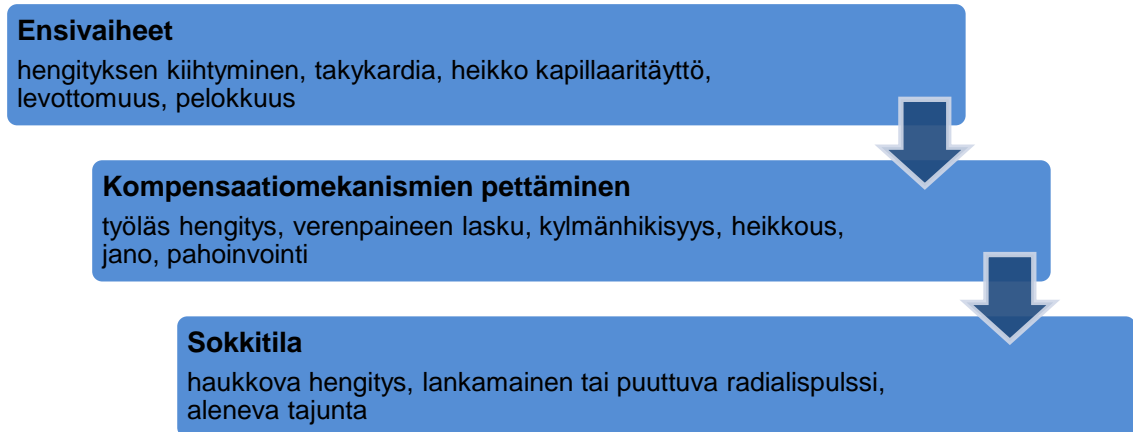 Ensivaiheet
hengityksen kiihtyminen, takykardia, heikko kapillaaritäyttö,
levottomuus, pelokkuus
Kompensaatiomekanismien pettäminen
työläs hengitys, verenpaineen lasku, kylmänhikisyys, heikkous,
jano, pahoinvointi
Sokkitila
haukkova hengitys, lankamainen tai puuttuva radialispulssi,
aleneva tajunta